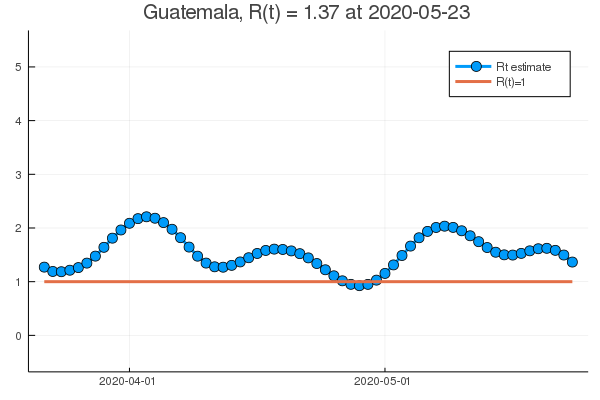 Guatemala, R(t) = 1.37 at 2020-05-23
5
4
3
2
1
0
Rt estimate
R(t)=1
2020-04-01
2020-05-01